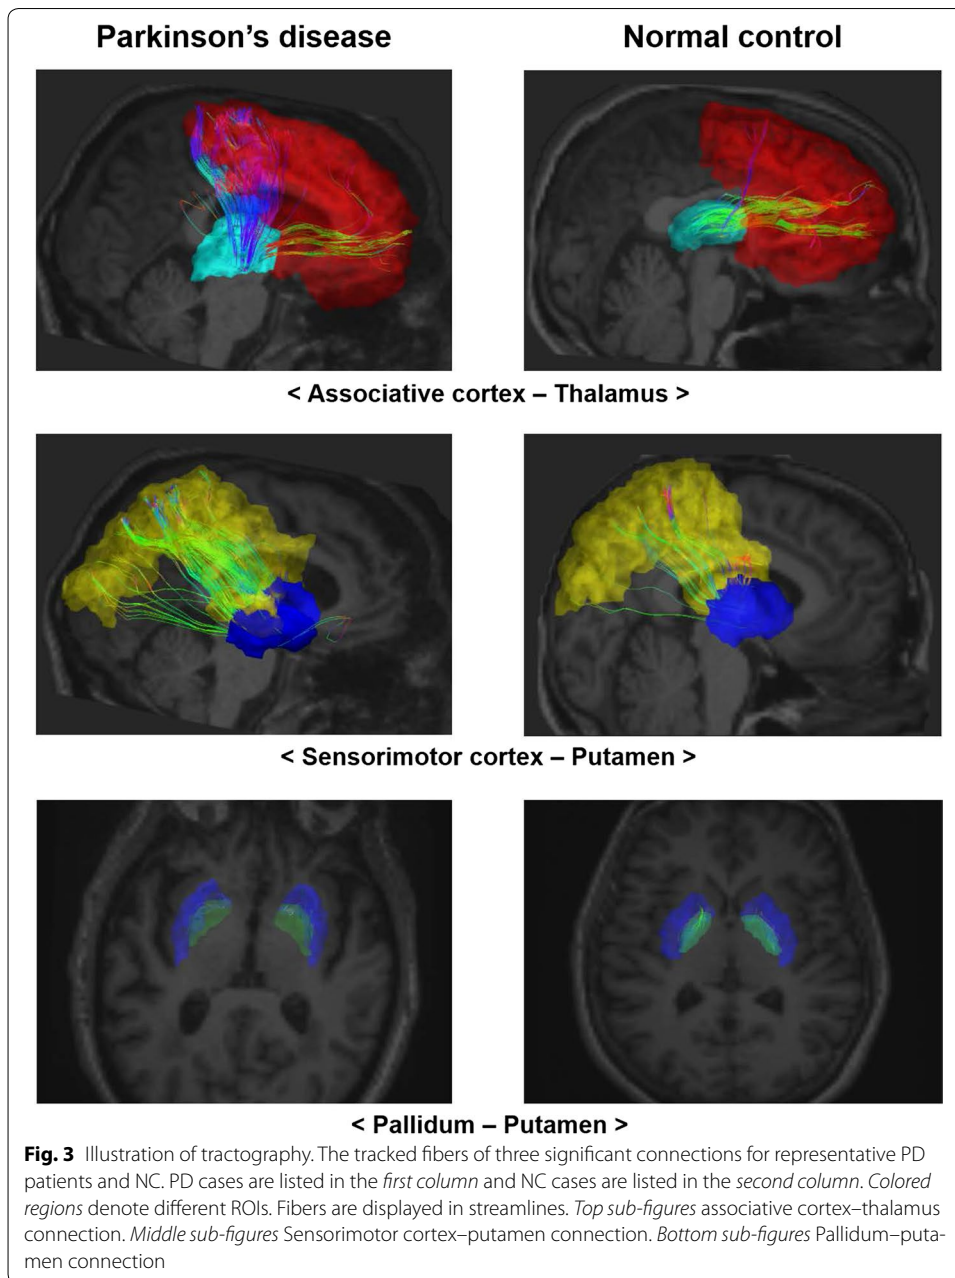 Parkinson’s disease
Normal control
< Associative cortex – Thalamus >
< Sensorimotor cortex – Putamen >
< Pallidum – Putamen >
Fig. 3 Illustration of tractography. The tracked fibers of three significant connections for representative PD
patients and NC. PD cases are listed in the first column and NC cases are listed in the second column. Colored
regions denote different ROIs. Fibers are displayed in streamlines. Top sub-figures associative cortex–thalamus
connection. Middle sub-figures Sensorimotor cortex–putamen connection. Bottom sub-figures Pallidum–puta-
men connection